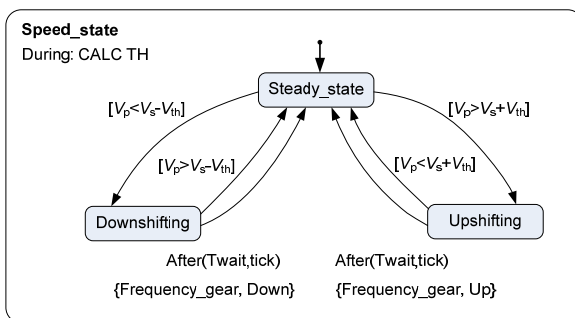 Speed_state
During: CALC TH
Steady_state
[Vp<Vs−Vth]
[Vp>Vs+Vth]
[Vp>Vs−Vth]
[Vp<Vs+Vth]
Downshifting
Upshifting
After(Twait,tick)
After(Twait,tick)
{Frequency_gear, Down}
{Frequency_gear, Up}